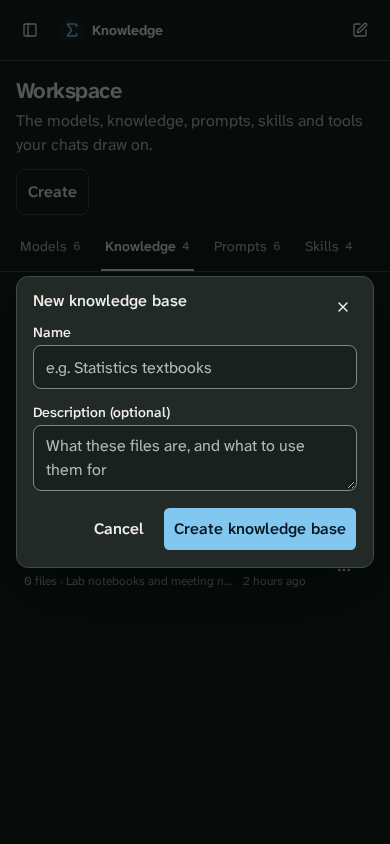 Σ Knowledge
Workspace
The models, knowledge, prompts, skills and tools
your chats draw on.
Create
Models 6 Knowledge 4 Prompts 6 Skills 4
New knowledge base
Name
e.g. Statistics textbooks
Description (optional)
What these files are, and what to use
them for
Cancel Create knowledge base
0 files · Lab notebooks and meeting n... 2 hours ago